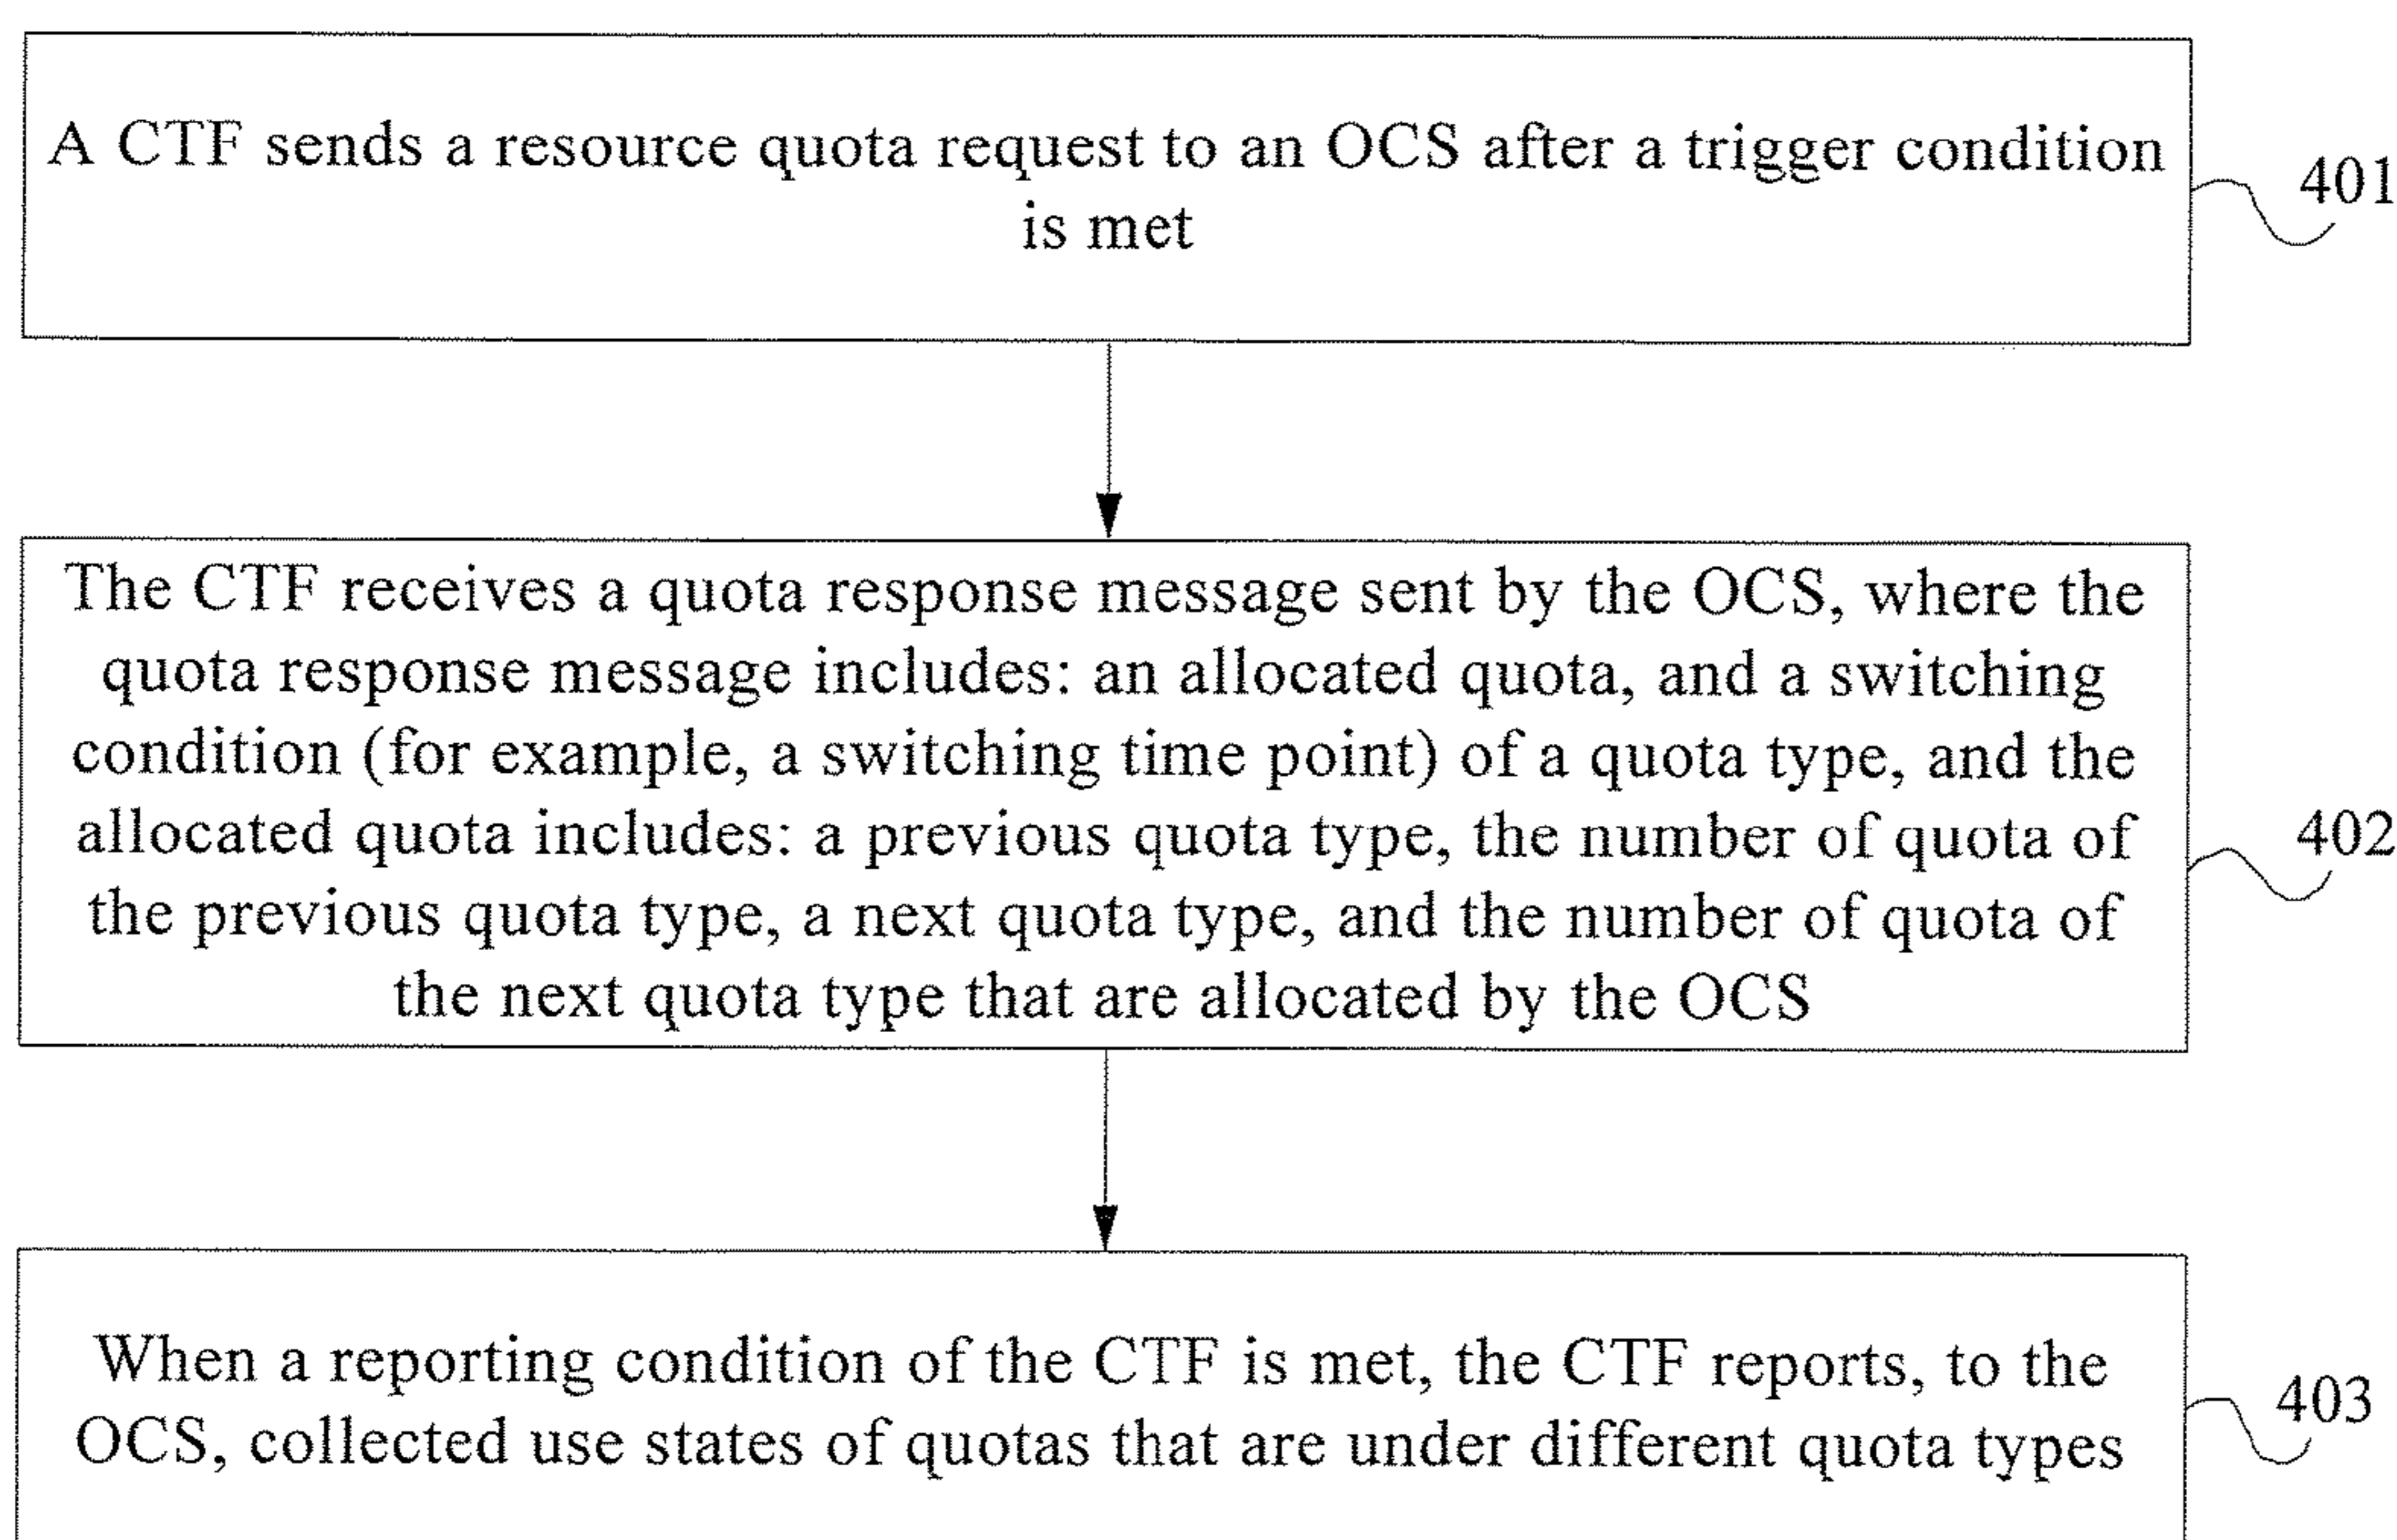 A CTF sends a resource quota request to an OCS after a trigger condition
is met
401
The CTF receives a quota response message sent by the OCS, where the
quota response message includes: an allocated quota, and a switching
condition (for example, a switching time point) of a quota type, and the
allocated quota includes: a previous quota type, the number of quota of
the previous quota type, a next quota type, and the number of quota of
the next quota type that are allocated by the OCS
402
When a reporting condition of the CTF is met, the CTF reports, to the
OCS, collected use states of quotas that are under different quota types
403